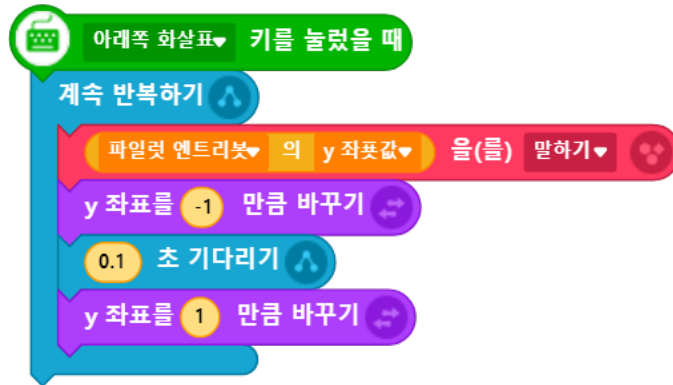 아래쪽 화살표 키를 눌렀을 때
계속 반복하기
파일럿 엔트리봇 의 y 좌푯값 을(를) 말하기
y 좌표를 -1 만큼 바꾸기
0.1 초 기다리기
y 좌표를 1 만큼 바꾸기